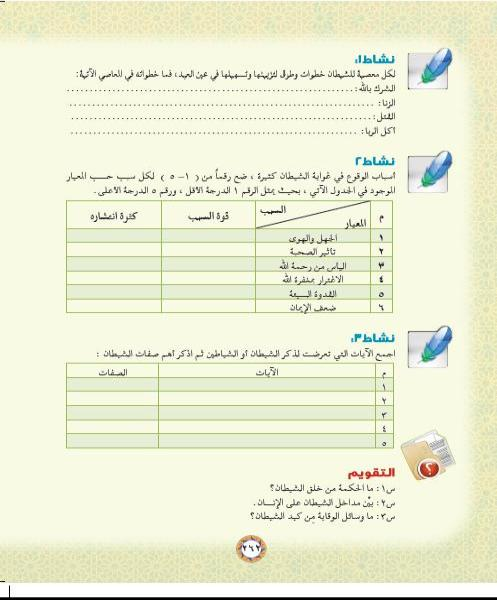 نشاط١:
لكل معصية للشيطان خطوات وطرق لتزيينها وتسهيلها في عين العبد، فما خطواته في المعاصي الآتية:
الشرك بالله: ................................................
الزنا: ................................................
القتل: ................................................
أكل الربا: ................................................
نشاط٢
أسباب الوقوع في غواية الشيطان كثيرة ، ضع رقماً من ( ١– ٥ ) لكل سبب حسب المعيار
الموجود في الجدول الآتي ، بحيث يمثل الرقم ١ الدرجة الأقل ، ورقم ٥ الدرجة الأعلى .
م السبب المعيار قوة السبب كثرة انتشاره
١ الجهل والهوى
٢ تأثير الصحبة
٣ اليأس من رحمة الله
٤ الاغترار بمغفرة الله
٥ القدوة السيئة
٦ ضعف الإيمان
نشاط٣:
اجمع الآيات التي تعرضت لذكر الشيطان أو الشياطين ثم اذكر أهم صفات الشيطان :
م الآيات الصفات
١
٢
٣
٤
٥
التقويم
س١: ما الحكمة من خلق الشيطان؟
س٢: بيّن مداخل الشيطان على الإنسان .
س٣: ما وسائل الوقاية مِن كيد الشيطان؟
٢٦٢